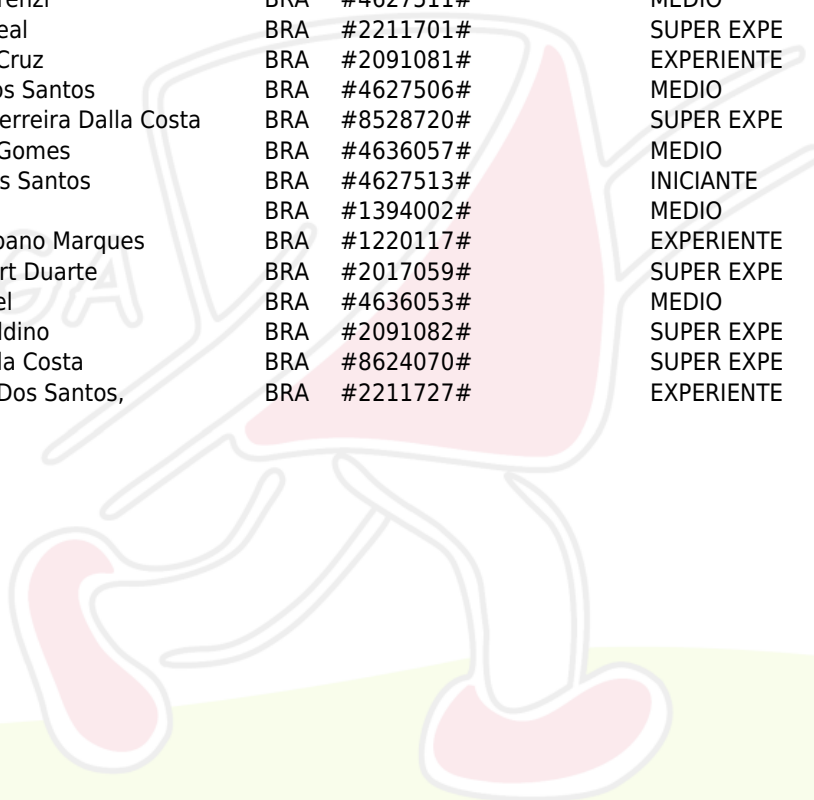 BRA #4627511# MEDIO
eal BRA #2211701# SUPER EXPE
Cruz BRA #2091081# EXPERIENTE
os Santos BRA #4627506# MEDIO
erreira Dalla Costa BRA #8528720# SUPER EXPE
Gomes BRA #4636057# MEDIO
s Santos BRA #4627513# INICIANTE
BRA #1394002# MEDIO
bano Marques BRA #1220117# EXPERIENTE
rt Duarte BRA #2017059# SUPER EXPE
el BRA #4636053# MEDIO
ldino BRA #2091082# SUPER EXPE
la Costa BRA #8624070# SUPER EXPE
Dos Santos, BRA #2211727# EXPERIENTE